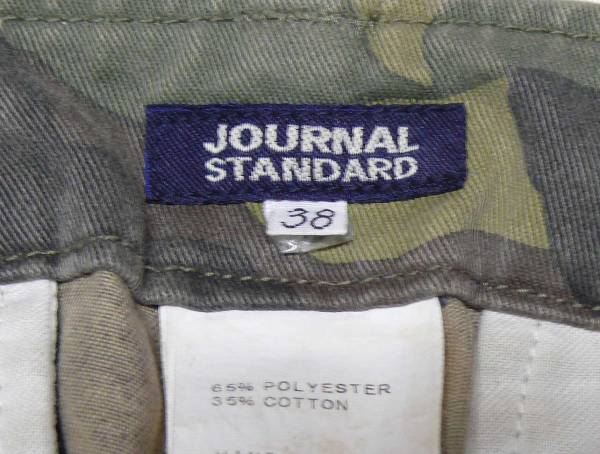 JOURNAL
STANDARD
38
65% POLYESTER
35% COTTON